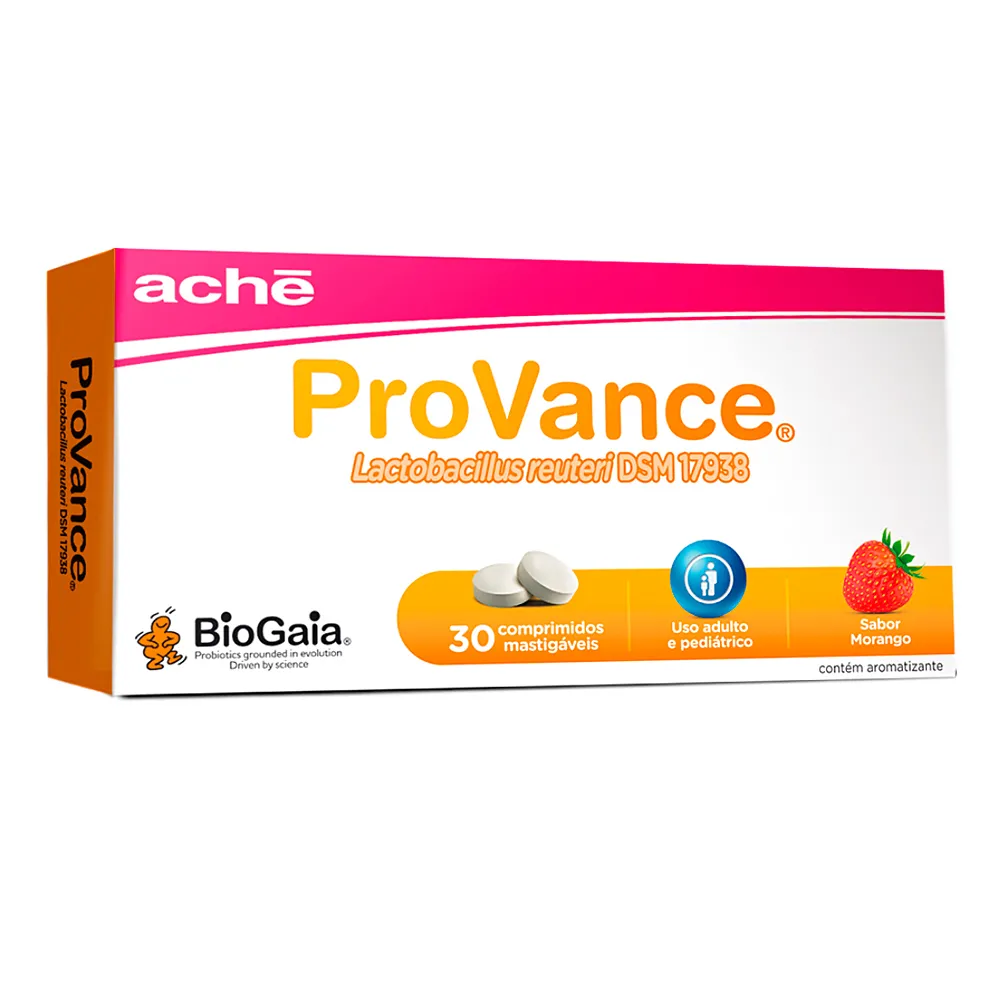 achē
ProVance®
Lactobacillus reuteri DSM 17938
ProVance®
Lactobacillus reuteri DSM 17938
BioGaia®
Probiotics grounded in evolution
Driven by science
30 comprimidos
mastigáveis
Uso adulto
e pediátrico
Sabor
Morango
contém aromatizante